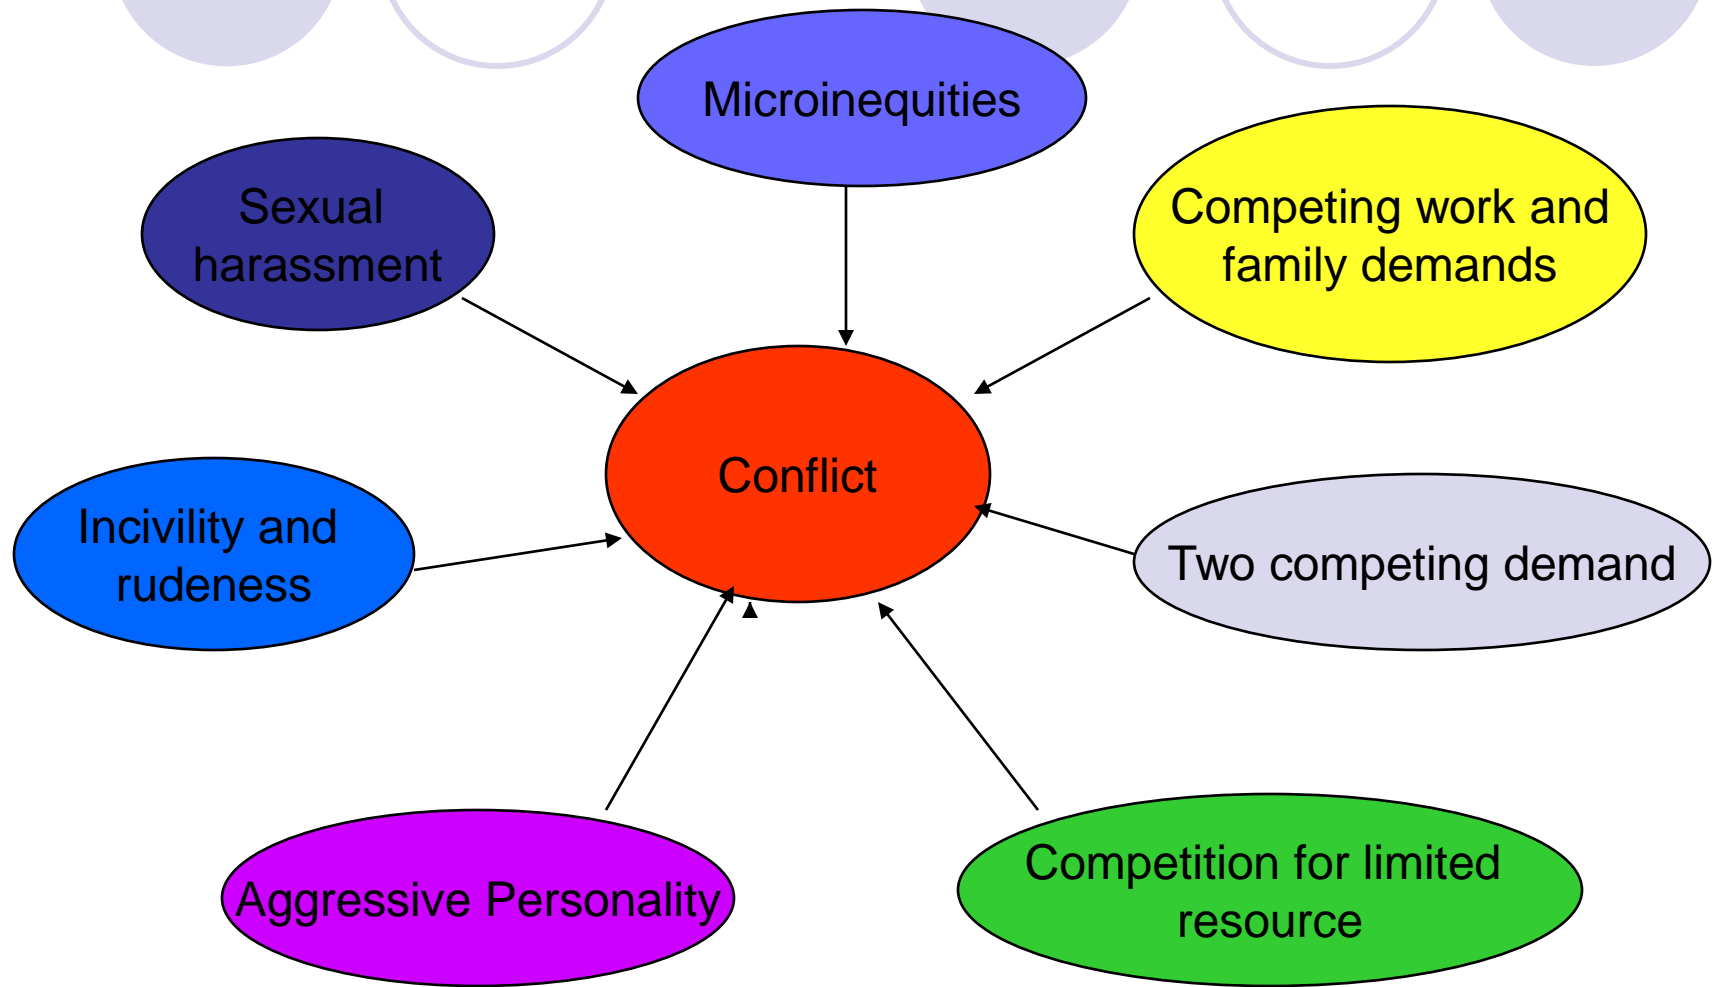 Microinequities
Sexual
harassment
Competing work and
family demands
Conflict
Incivility and
rudeness
Two competing demand
Aggressive Personality
Competition for limited
resource